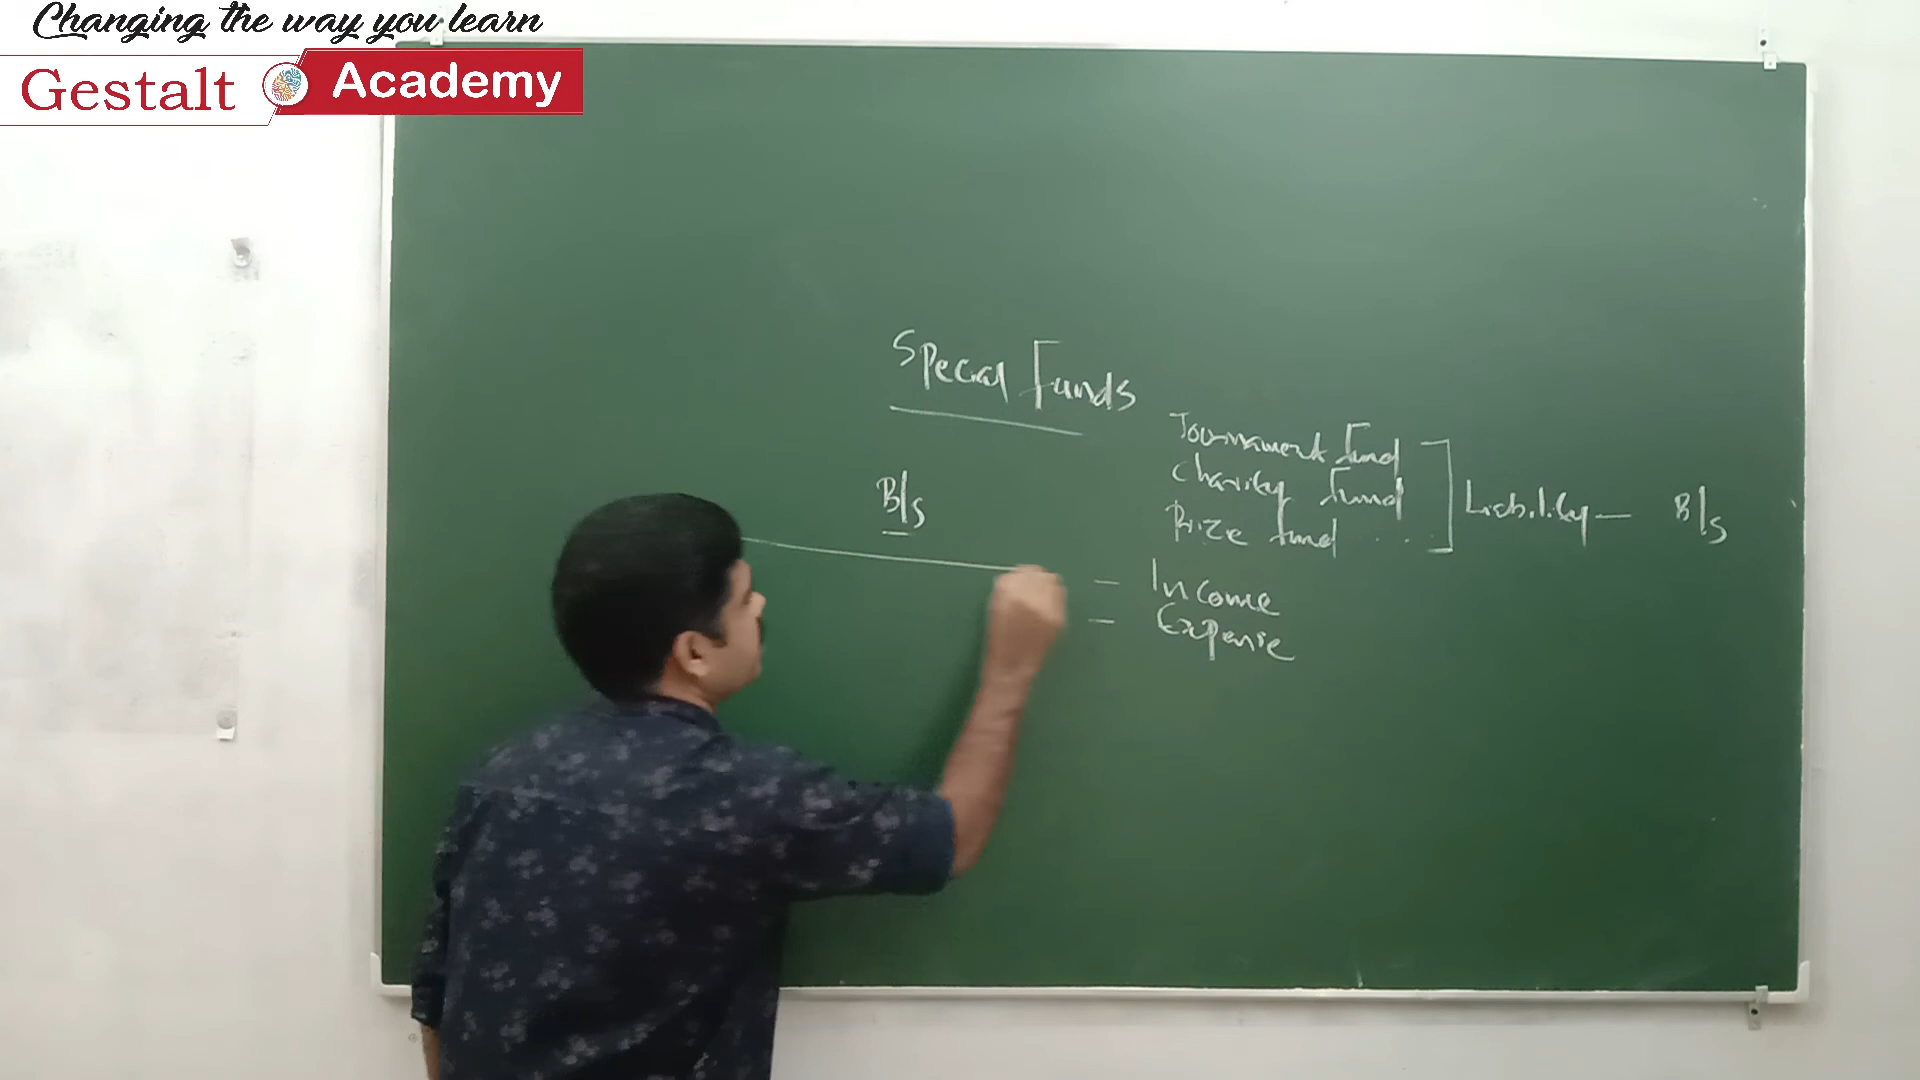 Changing the way you learn
Gestalt Academy
Special Funds
Tournament Fund
Charity Fund
Prize Fund ...
Liability — B/S
B/S
- Income
- Expense